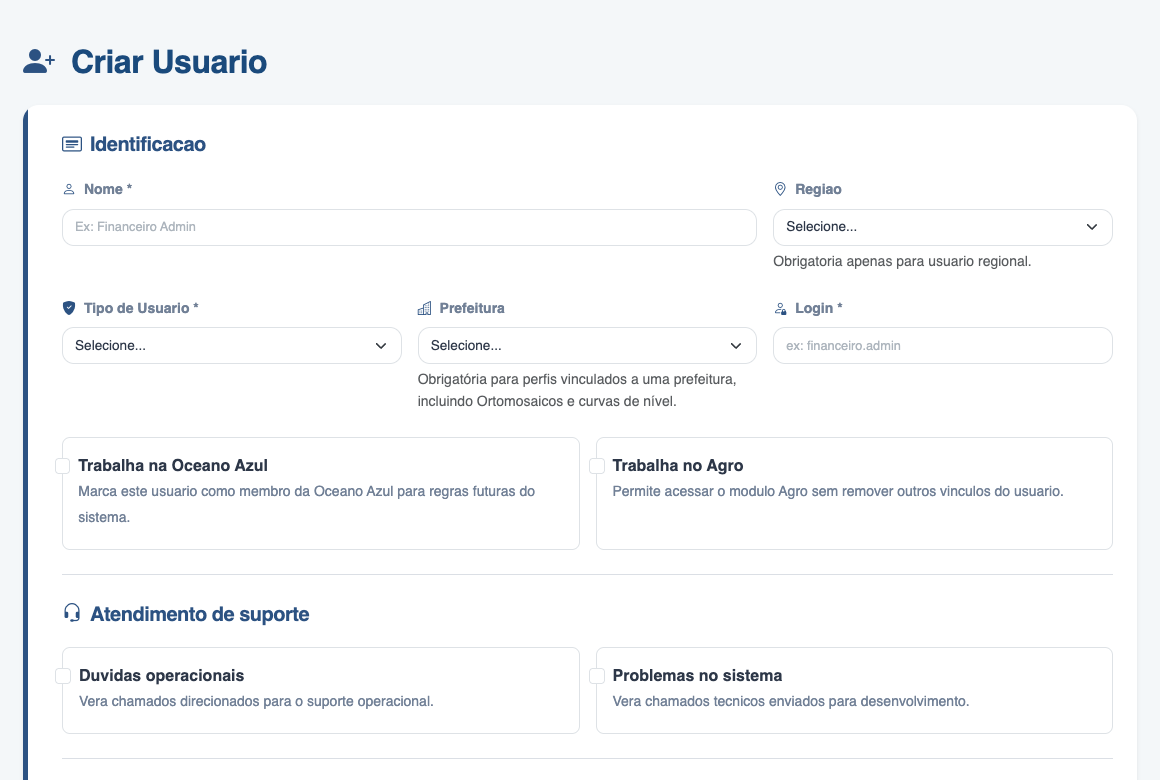 Criar Usuario
Identificacao
Nome *
Ex: Financeiro Admin
Regiao
Selecione...
Obrigatoria apenas para usuario regional.
Tipo de Usuario *
Selecione...
Prefeitura
Selecione...
Obrigatória para perfis vinculados a uma prefeitura,
incluindo Ortomosaicos e curvas de nível.
Login *
ex: financeiro.admin
Trabalha na Oceano Azul
Marca este usuario como membro da Oceano Azul para regras futuras do
sistema.
Trabalha no Agro
Permite acessar o modulo Agro sem remover outros vinculos do usuario.
Atendimento de suporte
Duvidas operacionais
Vera chamados direcionados para o suporte operacional.
Problemas no sistema
Vera chamados tecnicos enviados para desenvolvimento.